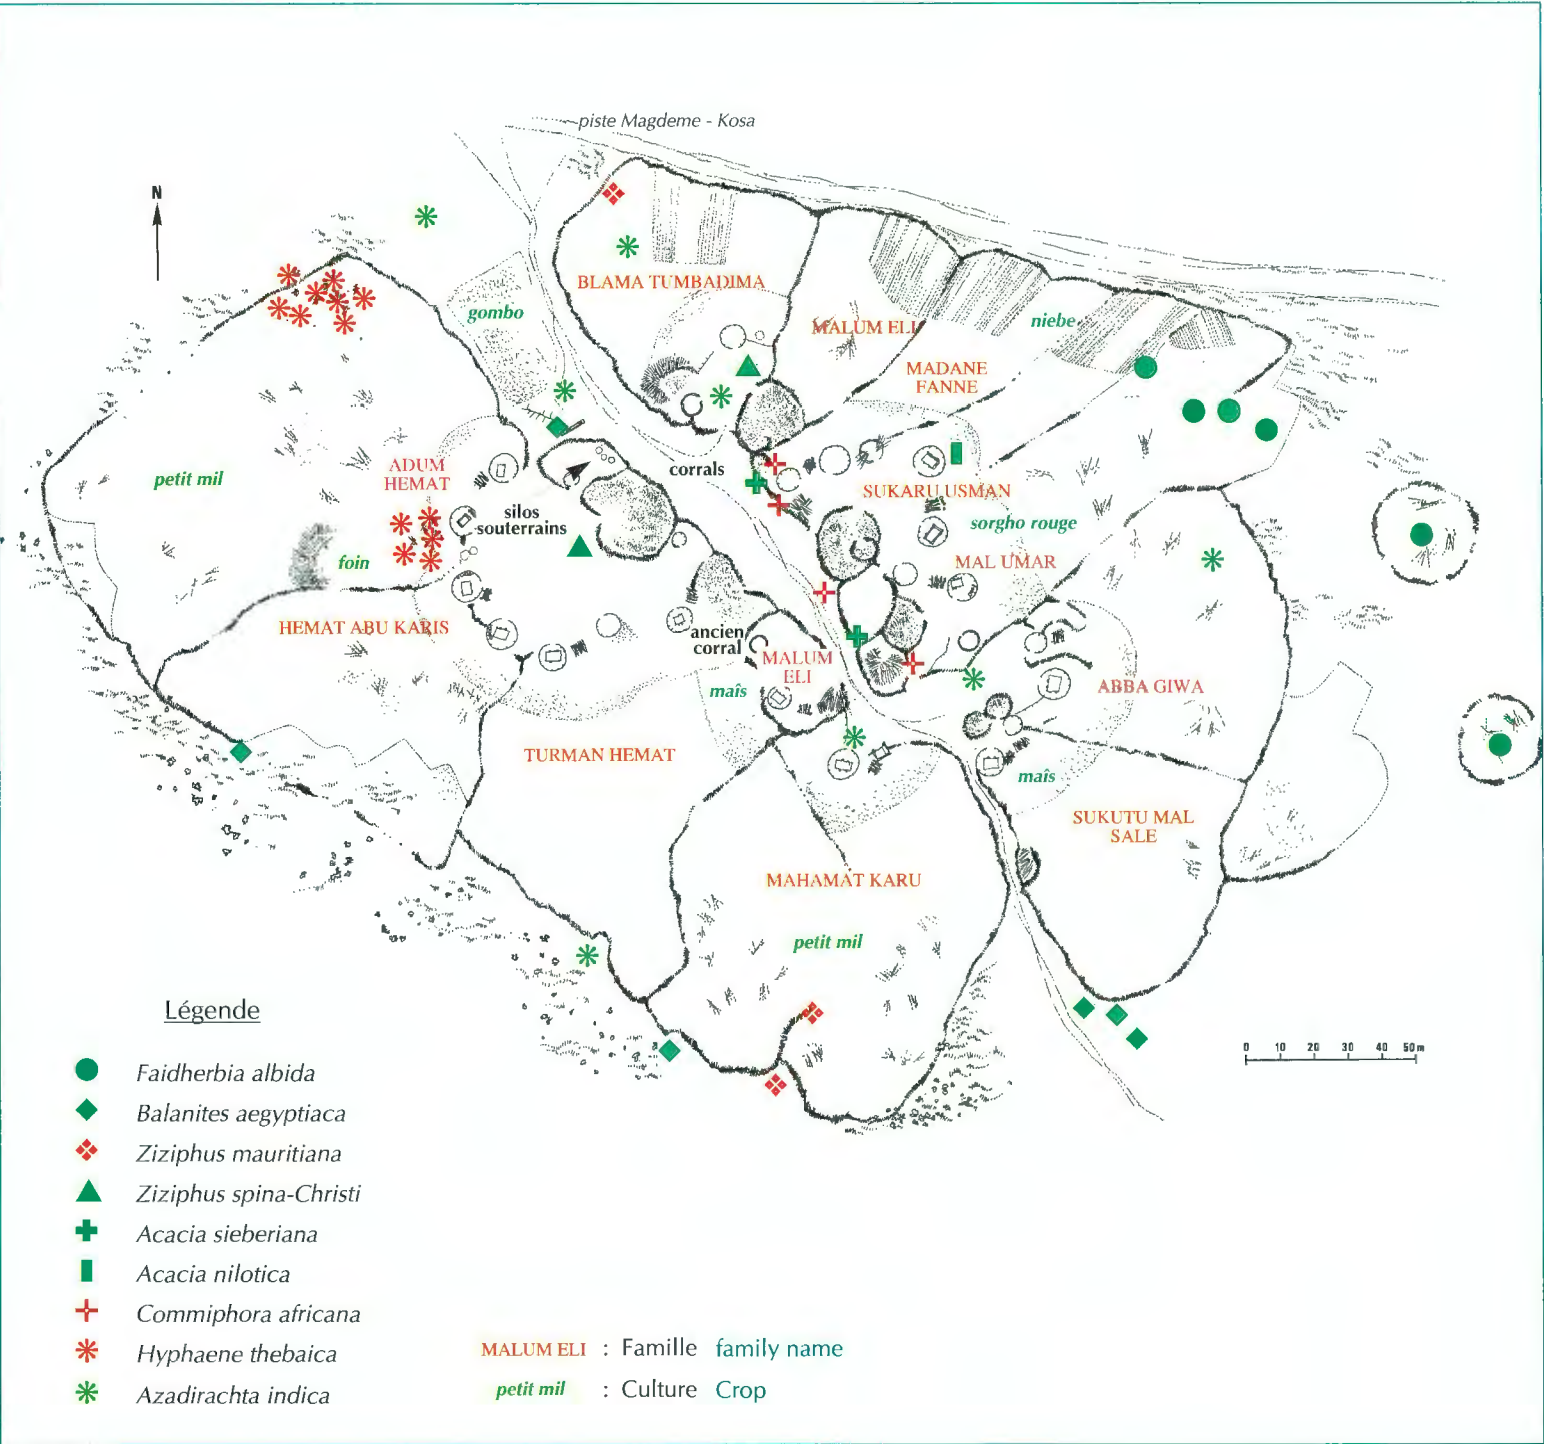 piste Magdeme - Kosa
N
BLAMA TUMBADIMA
gombo
MALUM ELI
niebe
MADANE
FANNE
petit mil
ADUM
HEMAT
corrals
SUKARU USMAN
silos
souterrains
sorgho rouge
foin
MAL UMAR
HEMAT ABU KARIS
ancien
corral
MALUM
ELI
maîs
ABBA GIWA
TURMAN HEMAT
maîs
SUKUTU MAL
SALE
MAHAMAT KARU
petit mil
0 10 20 30 40 50 m
Légende
Faidherbia albida
Balanites aegyptiaca
Ziziphus mauritiana
Ziziphus spina-Christi
Acacia sieberiana
Acacia nilotica
Commiphora africana
Hyphaene thebaica
Azadirachta indica
MALUM ELI : Famille family name
petit mil : Culture Crop